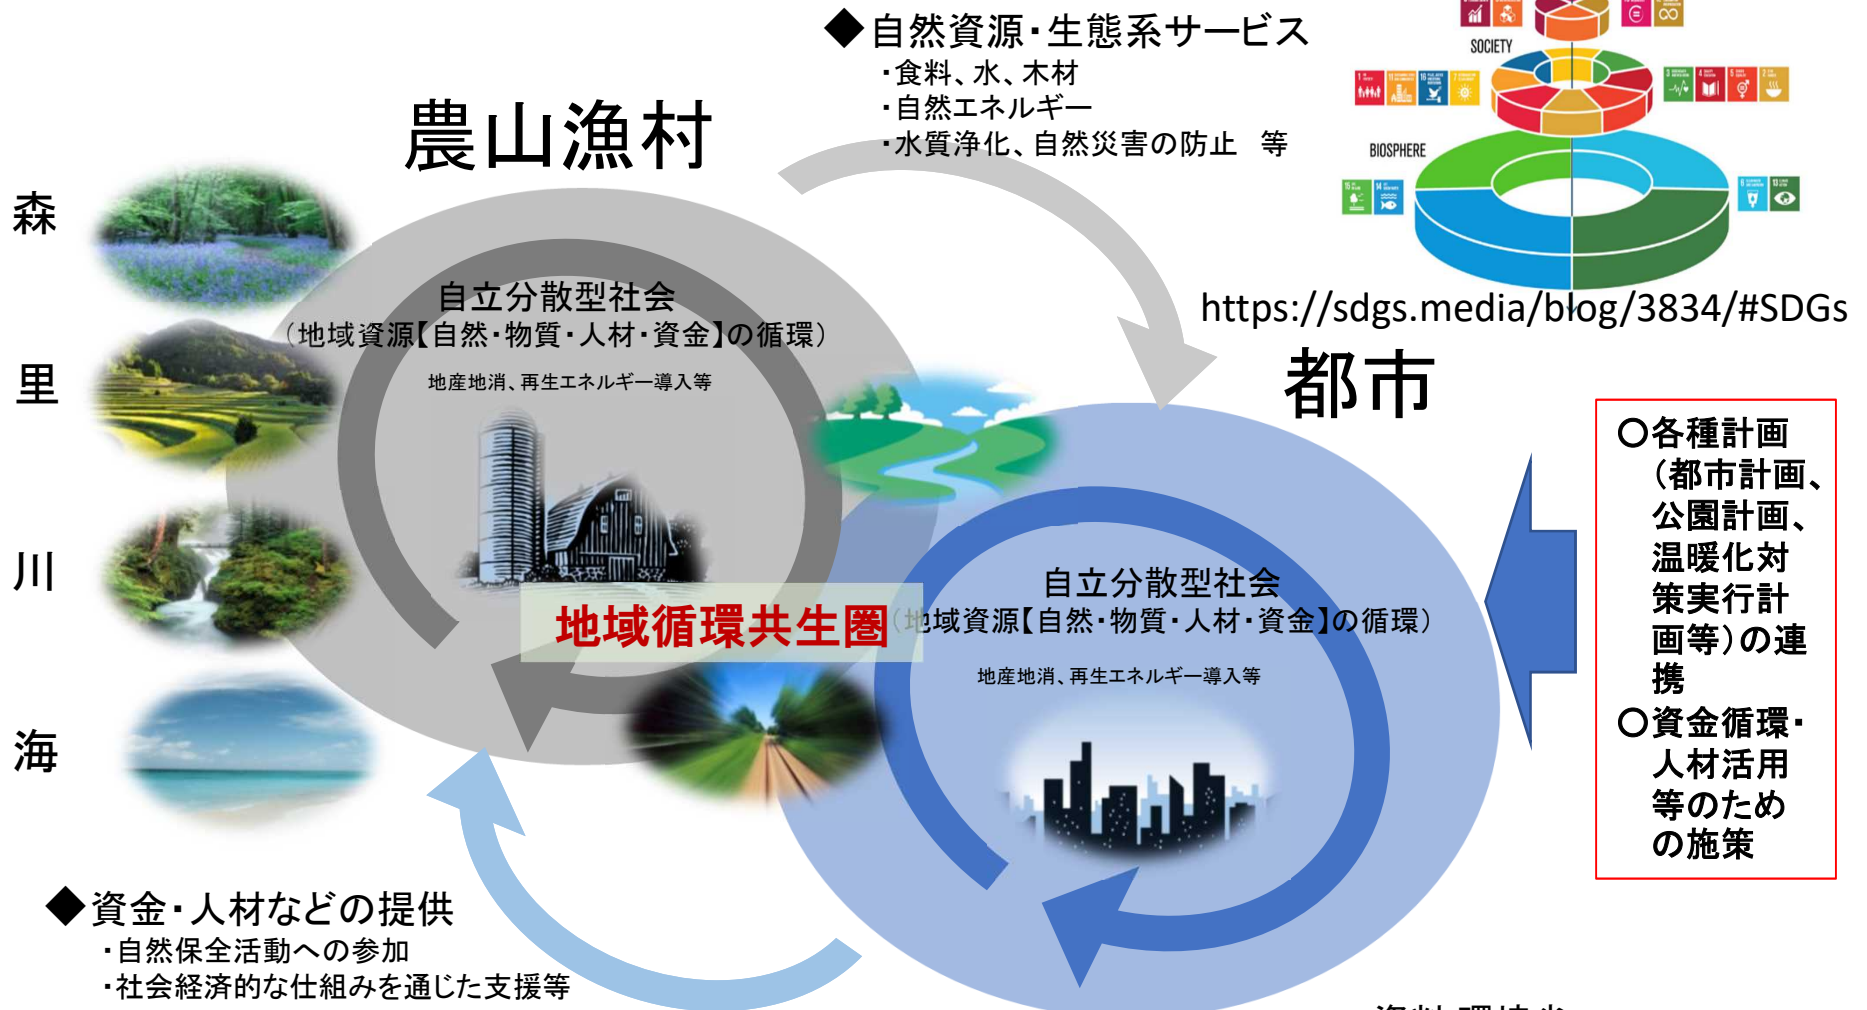 ◆自然資源・生態系サービス
・食料、水、木材
・自然エネルギー
・水質浄化、自然災害の防止　等
SOCIETY
BIOSPHERE
https://sdgs.media/blog/3834/#SDGs
農山漁村
森
里
川
海
自立分散型社会
（地域資源【自然・物質・人材・資金】の循環）
地産地消、再生エネルギー導入等
都市
地域循環共生圏
自立分散型社会
（地域資源【自然・物質・人材・資金】の循環）
地産地消、再生エネルギー導入等
○各種計画
（都市計画、
公園計画、
温暖化対
策実行計
画等）の連
携
○資金循環・
人材活用
等のため
の施策
◆資金・人材などの提供
・自然保全活動への参加
・社会経済的な仕組みを通じた支援等